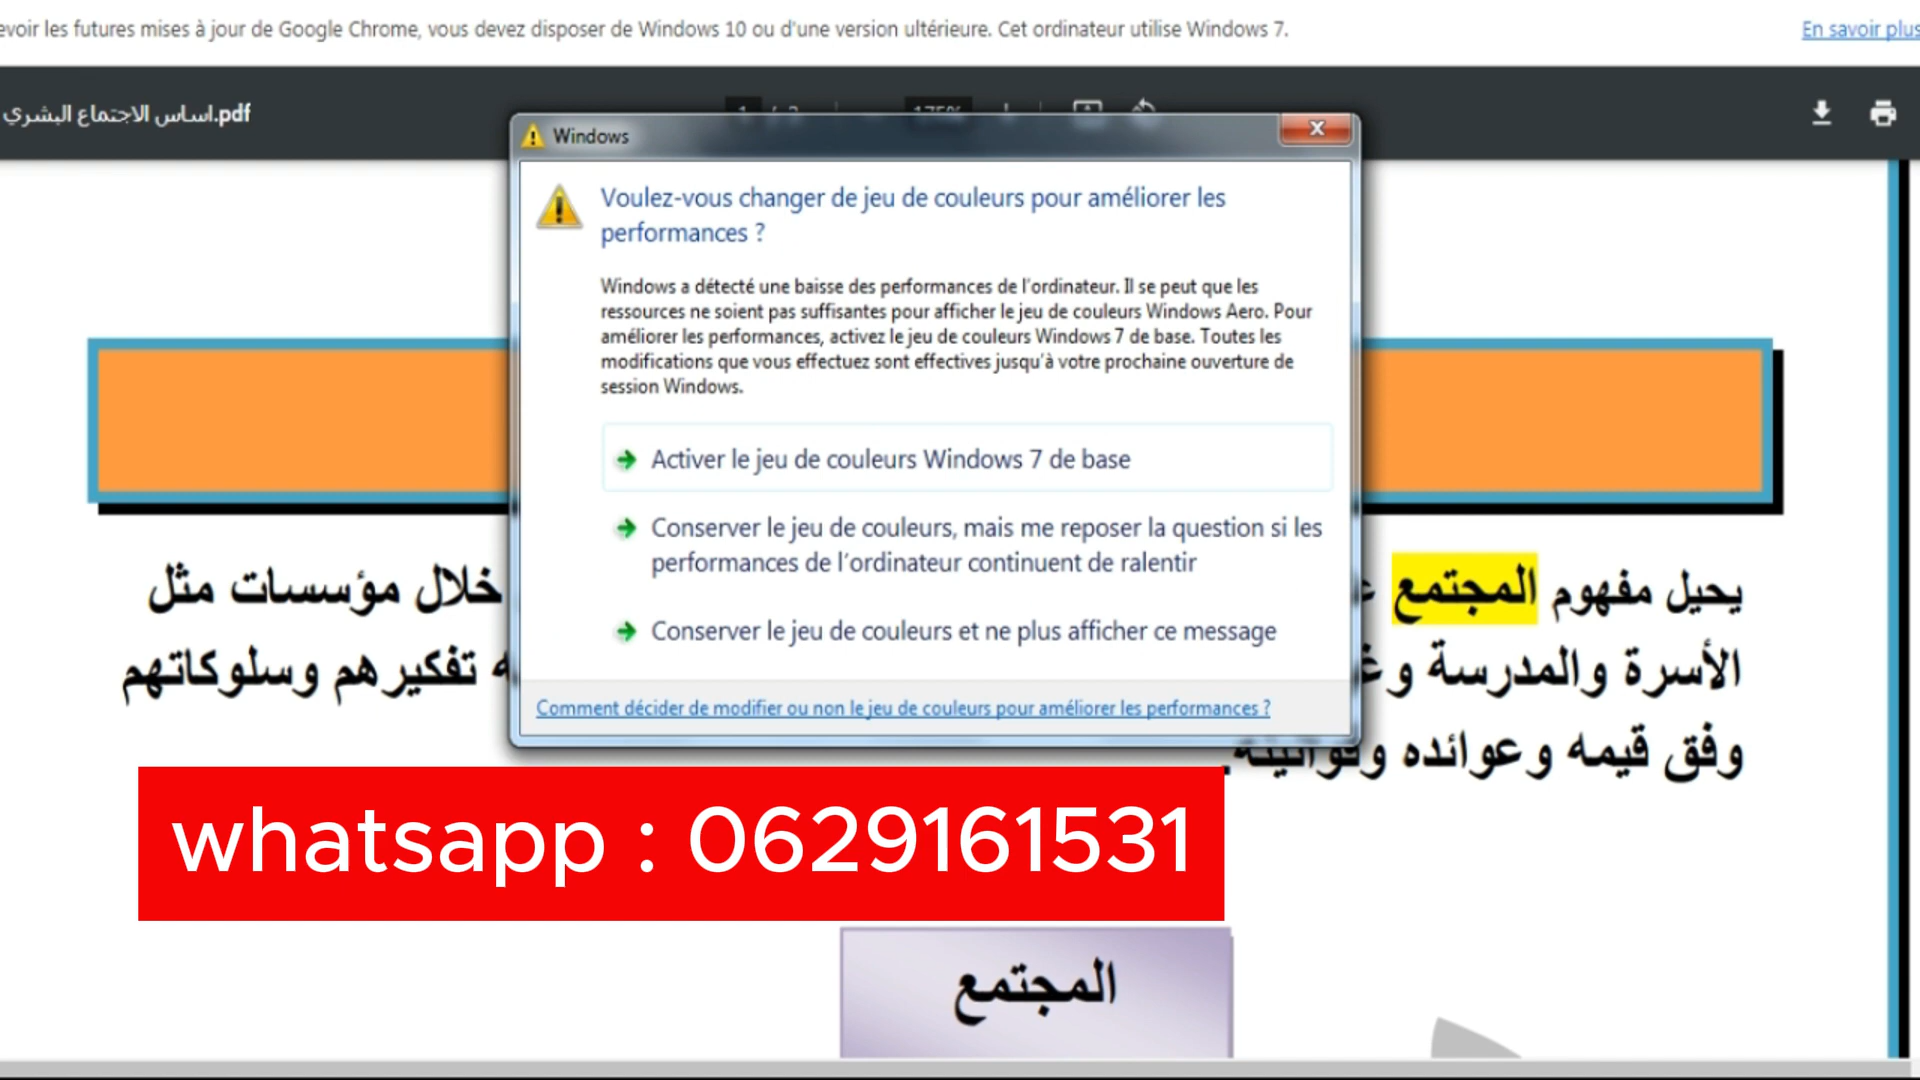 evoir les futures mises à jour de Google Chrome, vous devez disposer de Windows 10 ou d'une version ultérieure. Cet ordinateur utilise Windows 7.
En savoir plus
اساس الاجتماع البشري.pdf
175%
Windows
Voulez-vous changer de jeu de couleurs pour améliorer les
performances ?
Windows a détecté une baisse des performances de l'ordinateur. Il se peut que les
ressources ne soient pas suffisantes pour afficher le jeu de couleurs Windows Aero. Pour
améliorer les performances, activez le jeu de couleurs Windows 7 de base. Toutes les
modifications que vous effectuez sont effectives jusqu'à votre prochaine ouverture de
session Windows.
Activer le jeu de couleurs Windows 7 de base
Conserver le jeu de couleurs, mais me reposer la question si les
performances de l'ordinateur continuent de ralentir
Conserver le jeu de couleurs et ne plus afficher ce message
Comment décider de modifier ou non le jeu de couleurs pour améliorer les performances ?
يحيل مفهوم المجتمع خلال مؤسسات مثل
الأسرة والمدرسة تفكيرهم وسلوكاتهم
وفق قيمه وعوائده وقوانينه.
whatsapp : 0629161531
المجتمع